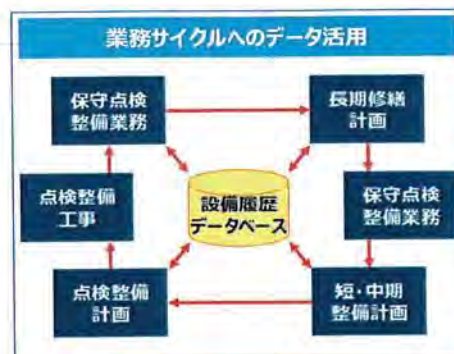 業務サイクルへのデータ活用
保守点検
整備業務
長期修繕
計画
点検整備
工事
設備履歴
データベース
保守点検
整備業務
点検整備
計画
短・中期
整備計画